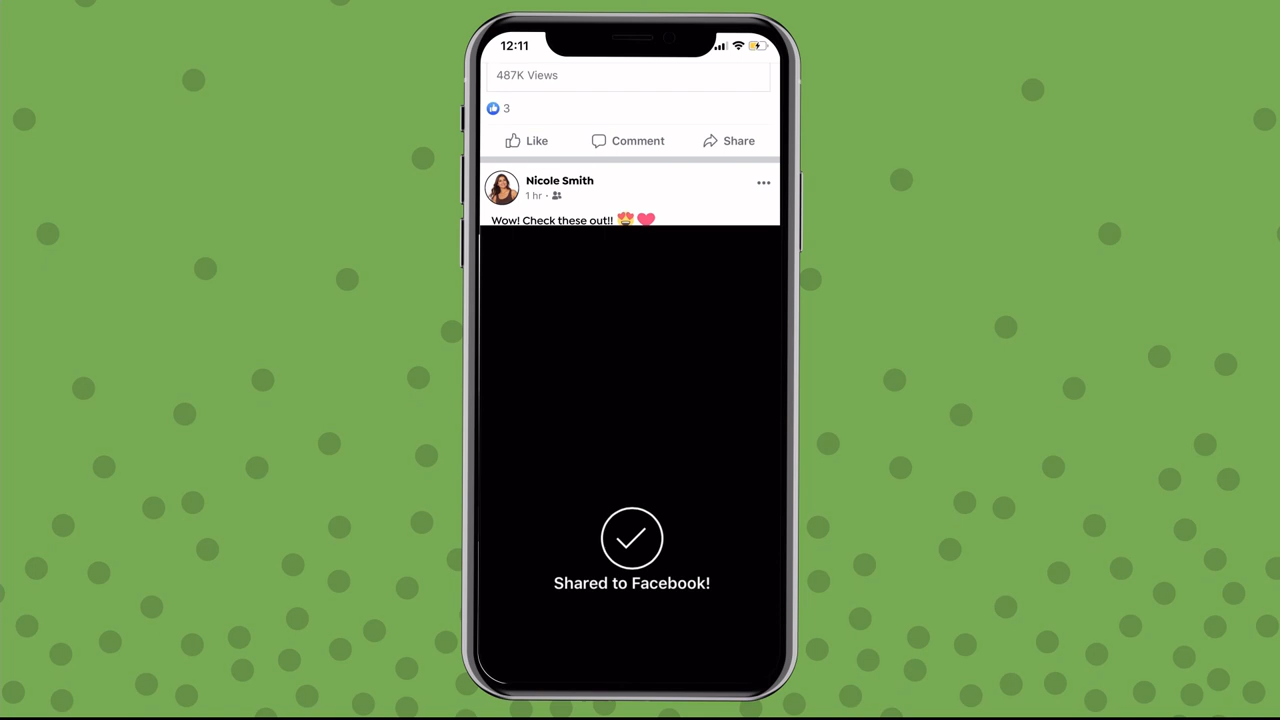 12:11
487K Views
3
Like Comment Share
Nicole Smith
1 hr ·
Wow! Check these out!! 😍❤️
Shared to Facebook!